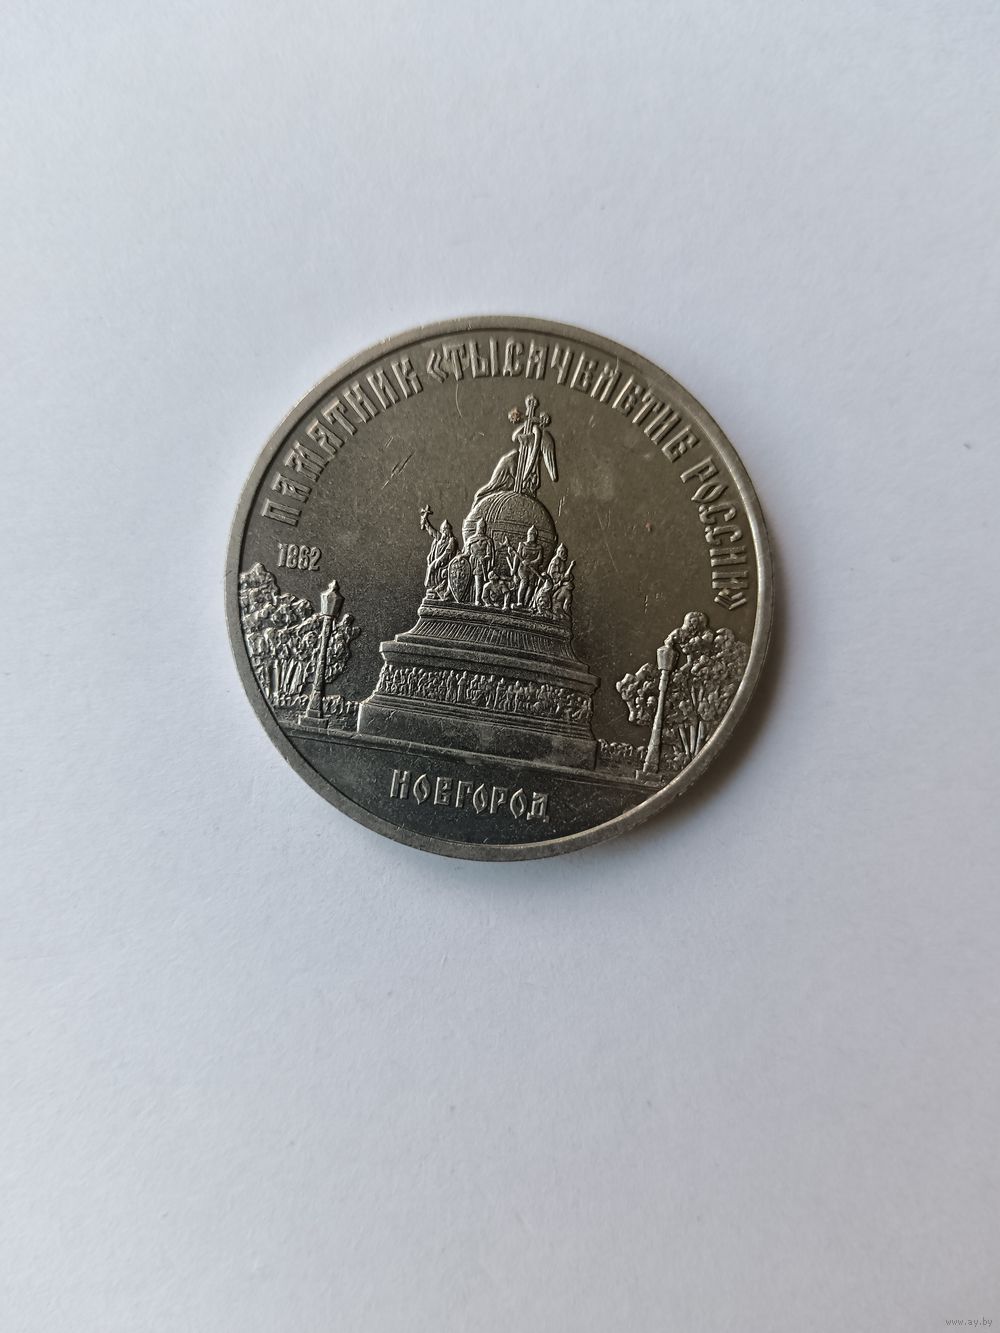 ПАМЯТНИК «ТЫСЯЧЕЛЕТИЕ РОССИИ»
1862
НОВГОРОД
www.ay.by